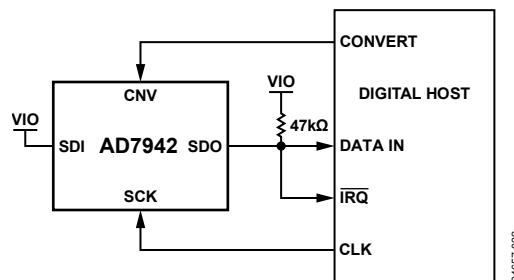 CONVERT
VIO
CNV
DIGITAL HOST
VIO
47kΩ
SDI AD7942 SDO
DATA IN
SCK
IRQ
CLK